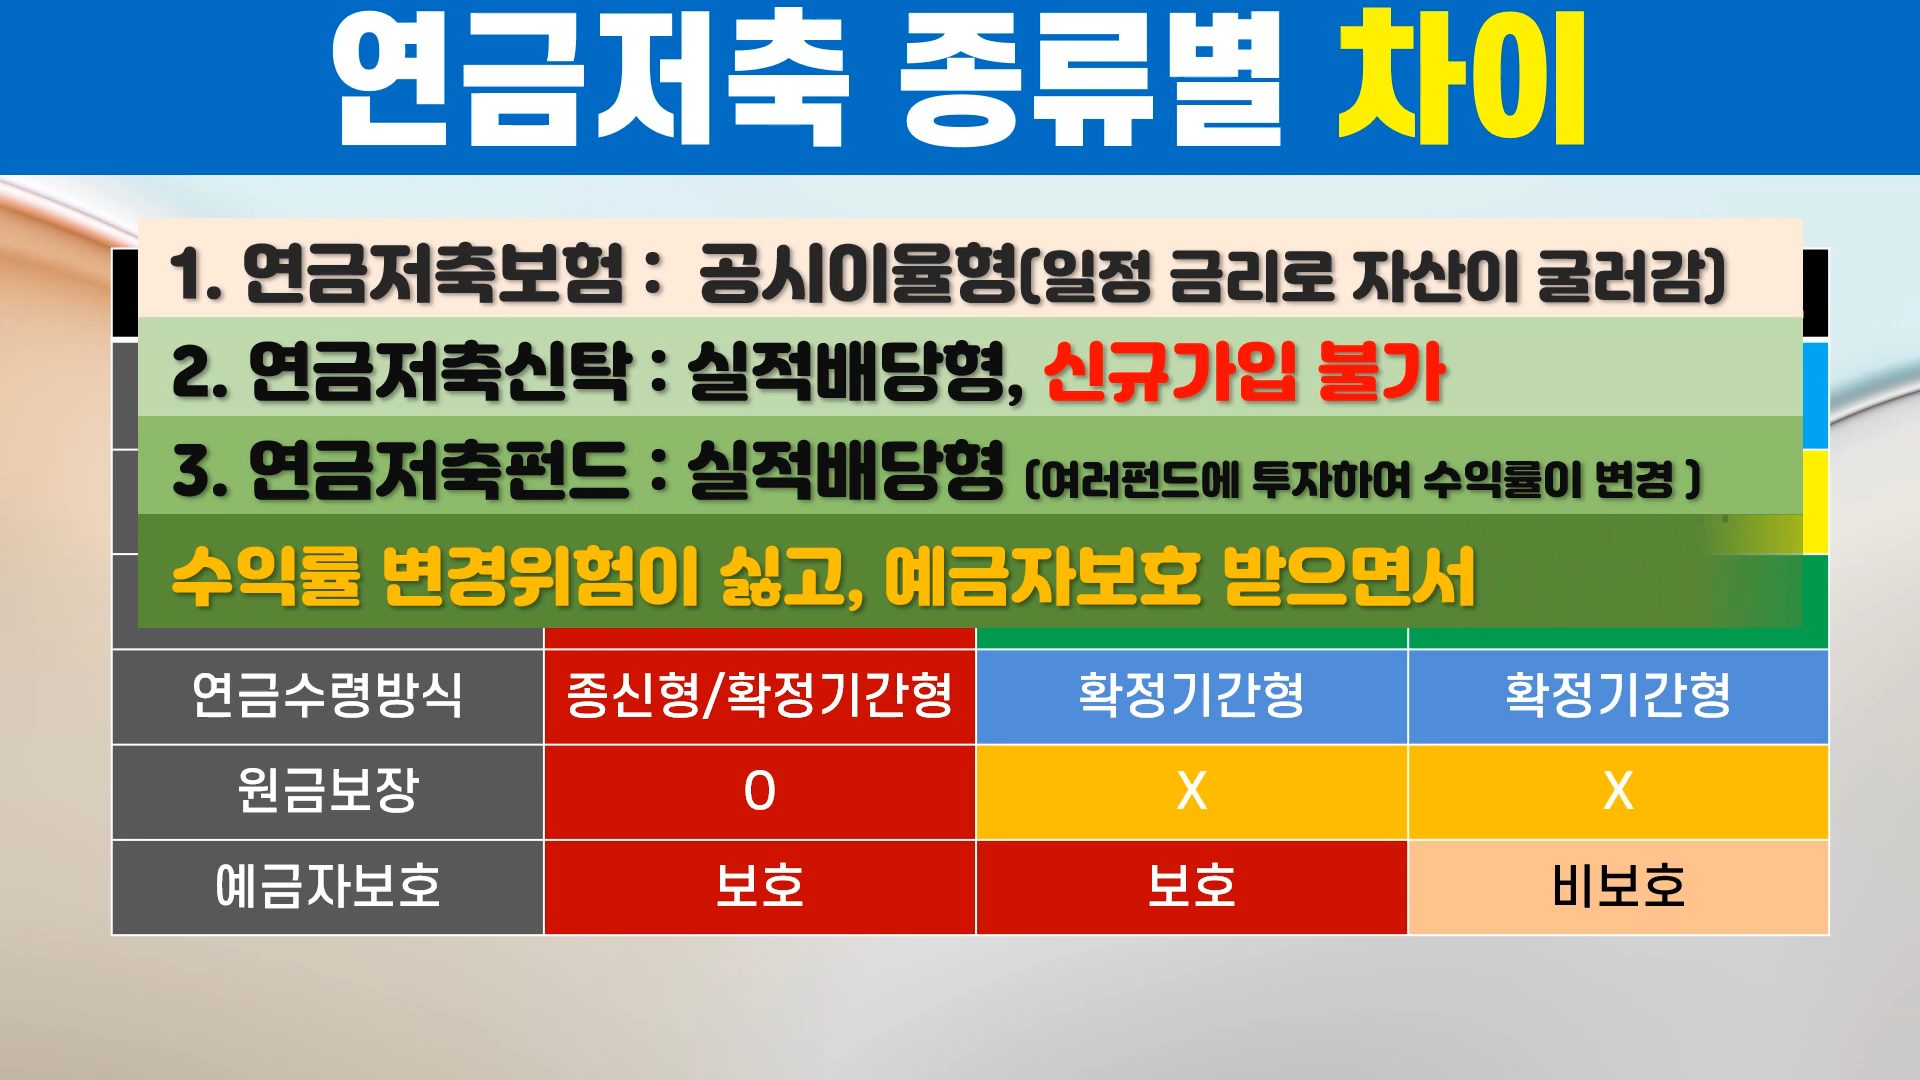 연금저축 종류별 차이
1. 연금저축보험 : 공시이율형(일정 금리로 자산이 굴러감)
2. 연금저축신탁 : 실적배당형, 신규가입 불가
3. 연금저축펀드 : 실적배당형 (여러펀드에 투자하여 수익률이 변경 )
수익률 변경위험이 싫고, 예금자보호 받으면서
연금수령방식 종신형/확정기간형 확정기간형 확정기간형
원금보장 O X X
예금자보호 보호 보호 비보호